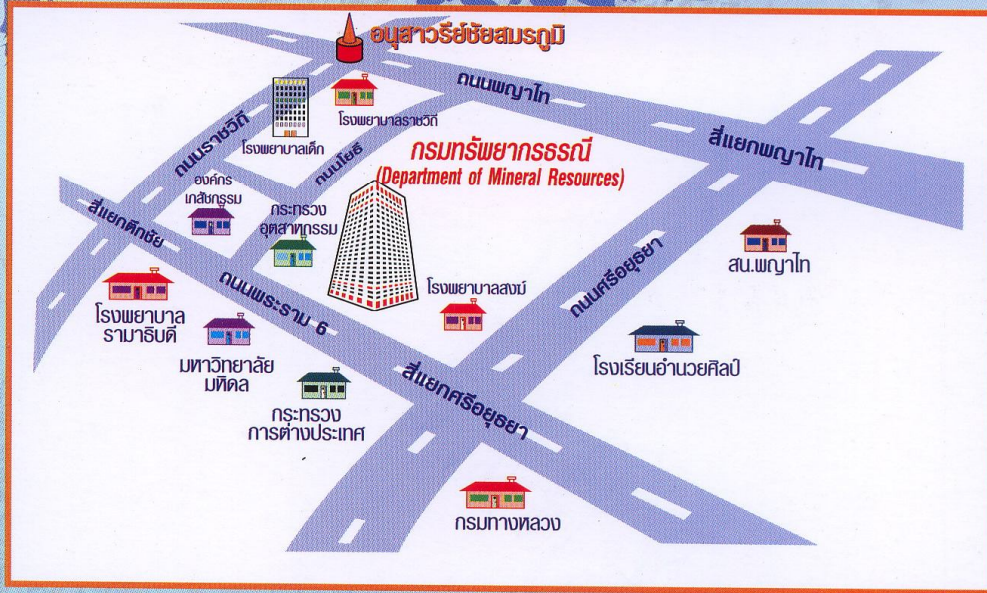 อนุสาวรีย์ชัยสมรภูมิ
ถนนพญาไท
สี่แยกพญาไท
โรงพยาบาลราชวิถี
โรงพยาบาลเด็ก
ถนนราชวิถี
ถนนโยธี
กรมทรัพยากรธรณี
(Department of Mineral Resources)
องค์กร
เภสัชกรรม
กระทรวง
อุตสาหกรรม
สี่แยกตึกชัย
สน.พญาไท
ถนนศรีอยุธยา
โรงพยาบาลสงฆ์
ถนนพระราม 6
โรงพยาบาล
รามาธิบดี
มหาวิทยาลัย
มหิดล
โรงเรียนอำนวยศิลป์
สี่แยกศรีอยุธยา
กระทรวง
การต่างประเทศ
กรมทางหลวง